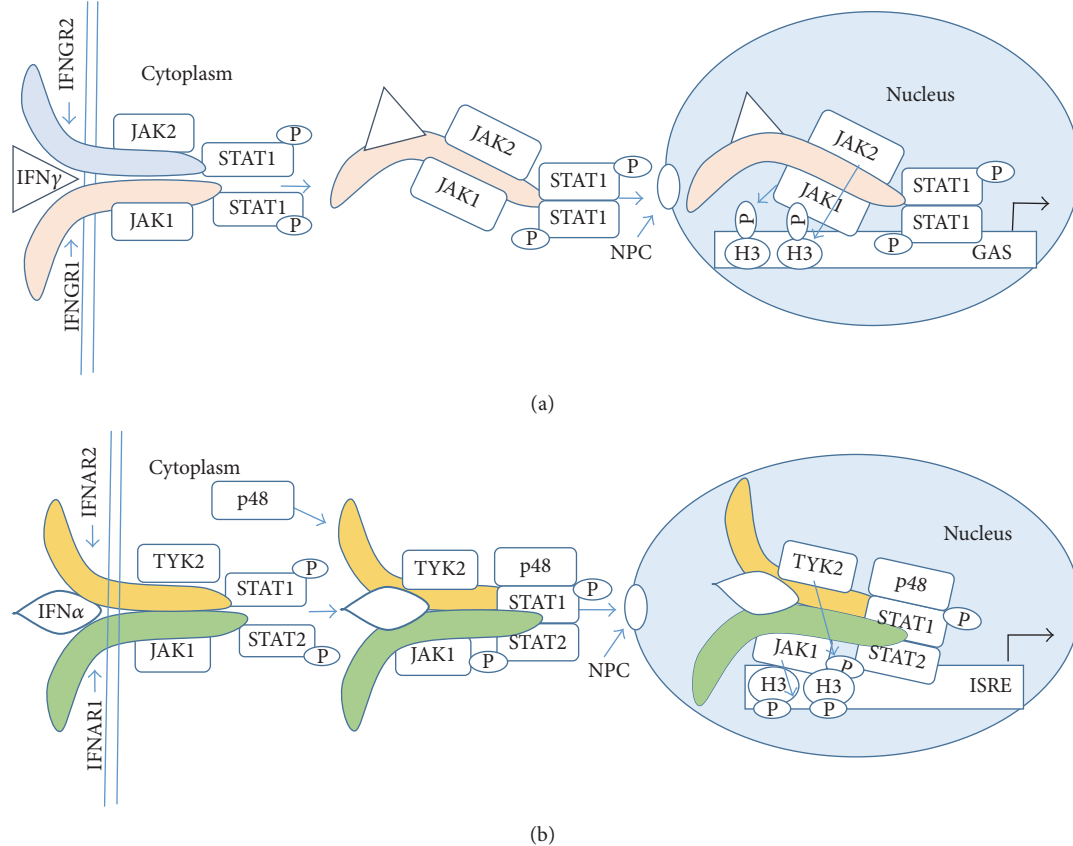 IFNGR2
Cytoplasm
JAK2
P
STAT1
IFNγ
STAT1
P
JAK1
IFNGR1
JAK2
JAK1
P
STAT1
STAT1
P
NPC
Nucleus
JAK2
JAK1
P
STAT1
STAT1
P
P
P
H3
H3
GAS
(a)
IFNAR2
Cytoplasm
p48
TYK2
P
STAT1
IFNα
STAT2
P
JAK1
IFNAR1
TYK2
p48
P
STAT1
STAT2
JAK1
P
NPC
Nucleus
TYK2
p48
P
STAT1
STAT2
JAK1
P
H3
H3
P
P
ISRE
(b)